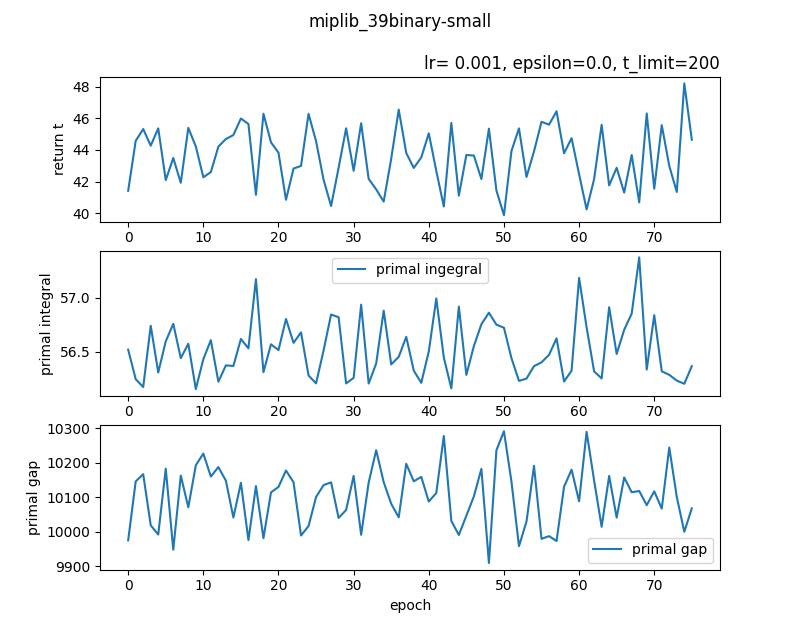 miplib_39binary-small
lr= 0.001, epsilon=0.0, t_limit=200
return t
48
46
44
42
40
0 10 20 30 40 50 60 70
primal integral
primal ingegral
57.0
56.5
0 10 20 30 40 50 60 70
primal gap
10300
10200
10100
10000
9900
primal gap
0 10 20 30 40 50 60 70
epoch